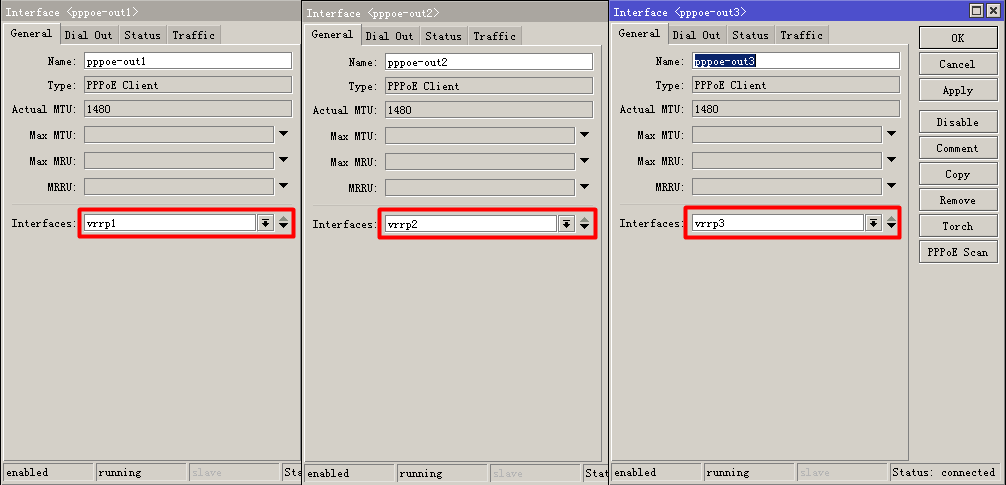 Interface <pppoe-out1>
General Dial Out Status Traffic
Name: pppoe-out1
Type: PPPoE Client
Actual MTU: 1480
Max MTU:
Max MRU:
MRRU:
Interfaces: vrrp1
enabled running slave Sta
Interface <pppoe-out2>
General Dial Out Status Traffic
Name: pppoe-out2
Type: PPPoE Client
Actual MTU: 1480
Max MTU:
Max MRU:
MRRU:
Interfaces: vrrp2
enabled running slave Stat
Interface <pppoe-out3>
General Dial Out Status Traffic
Name: pppoe-out3
Type: PPPoE Client
Actual MTU: 1480
Max MTU:
Max MRU:
MRRU:
Interfaces: vrrp3
OK
Cancel
Apply
Disable
Comment
Copy
Remove
Torch
PPPoE Scan
enabled running slave Status: connected